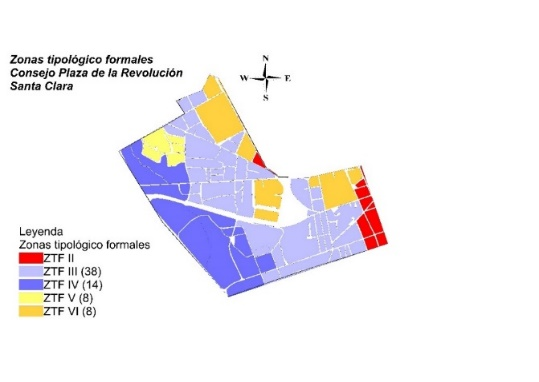 Zonas tipológico formales
Consejo Plaza de la Revolución
Santa Clara
N
W E
S
Leyenda
Zonas tipológico formales
ZTF II
ZTF III (38)
ZTF IV (14)
ZTF V (8)
ZTF VI (8)